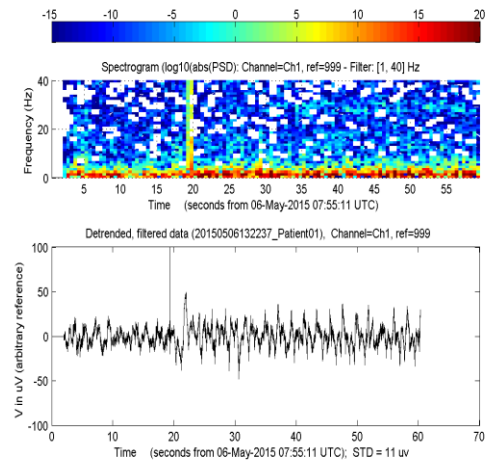 -15 -10 -5 0 5 10 15 20
Spectrogram (log10(abs(PSD): Channel=Ch1, ref=999 - Filter: [1, 40] Hz
40
20
0
Frequency (Hz)
5 10 15 20 25 30 35 40 45 50 55
Time (seconds from 06-May-2015 07:55:11 UTC)
Detrended, filtered data (20150506132237_Patient01), Channel=Ch1, ref=999
100
50
0
-50
-100
V in uV (arbitrary reference)
0 10 20 30 40 50 60 70
Time (seconds from 06-May-2015 07:55:11 UTC); STD = 11 uv